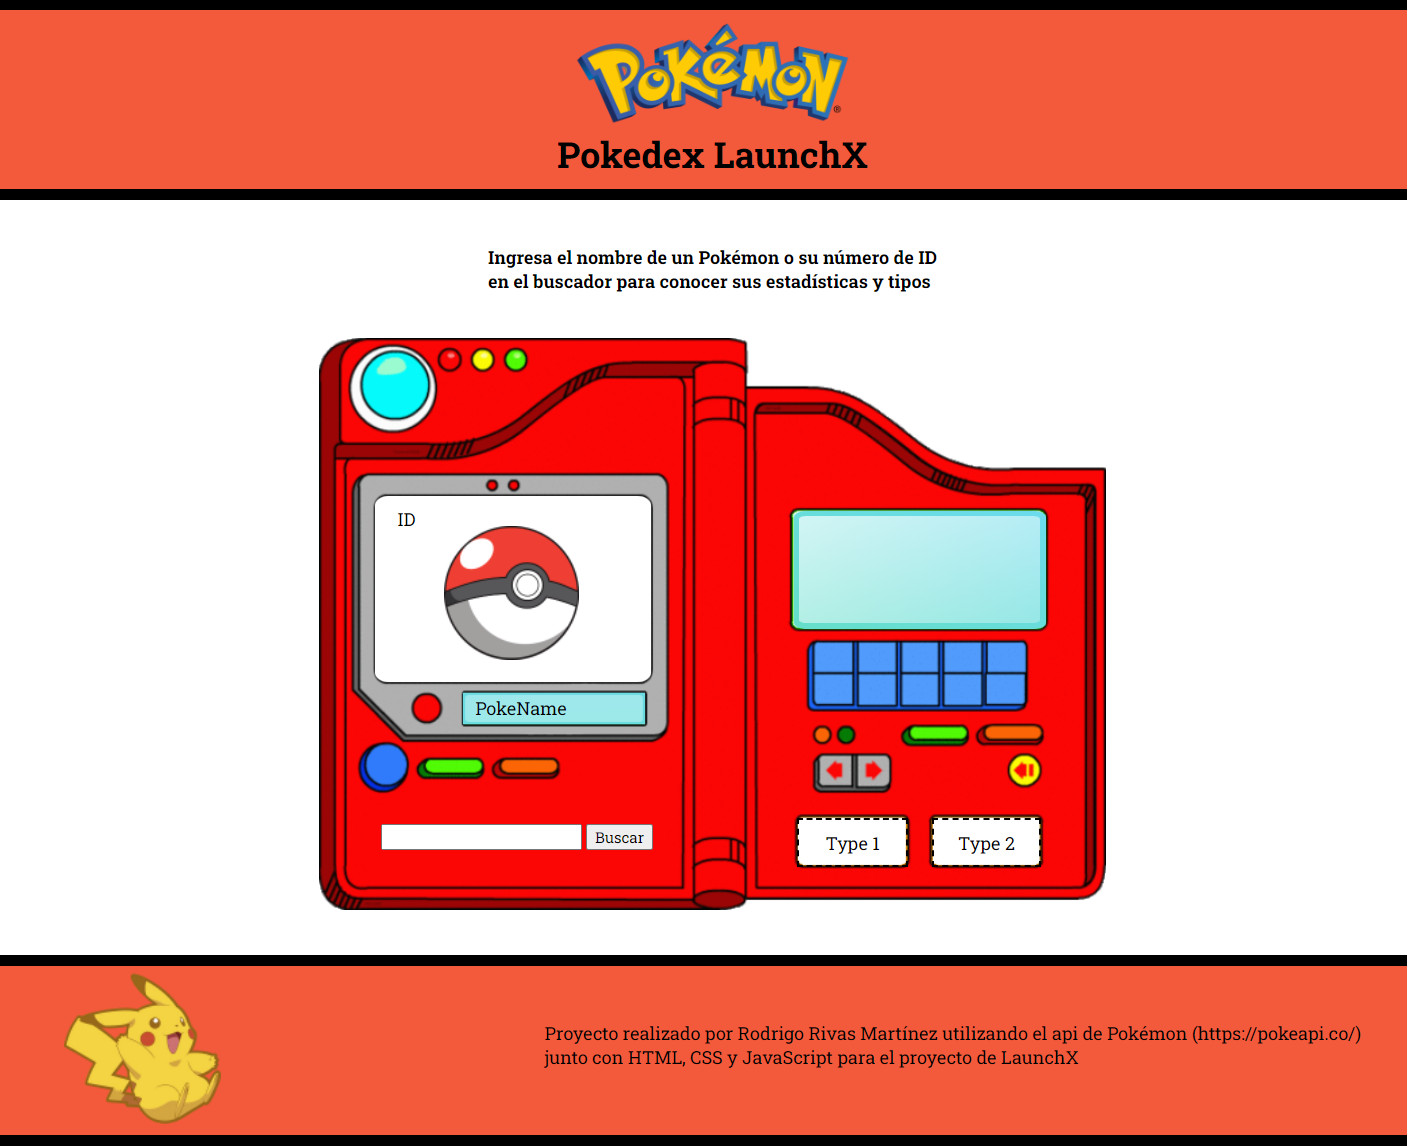 POKéMON®
Pokedex LaunchX
Ingresa el nombre de un Pokémon o su número de ID
en el buscador para conocer sus estadísticas y tipos
ID
PokeName
Buscar
Type 1
Type 2
Proyecto realizado por Rodrigo Rivas Martínez utilizando el api de Pokémon (https://pokeapi.co/)
junto con HTML, CSS y JavaScript para el proyecto de LaunchX